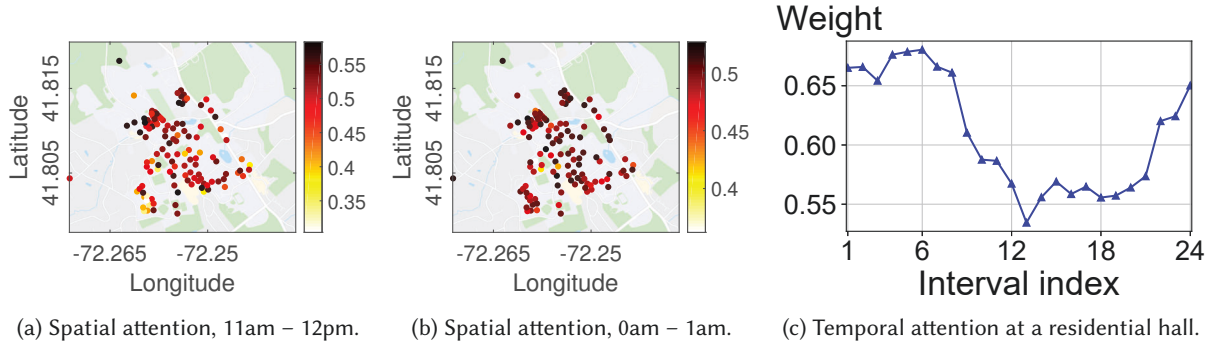 Latitude
41.815
41.805
-72.265
-72.25
Longitude
0.55
0.5
0.45
0.4
0.35
(a) Spatial attention, 11am – 12pm.
Latitude
41.815
41.805
-72.265
-72.25
Longitude
0.5
0.45
0.4
(b) Spatial attention, 0am – 1am.
Weight
0.65
0.60
0.55
1 6 12 18 24
Interval index
(c) Temporal attention at a residential hall.